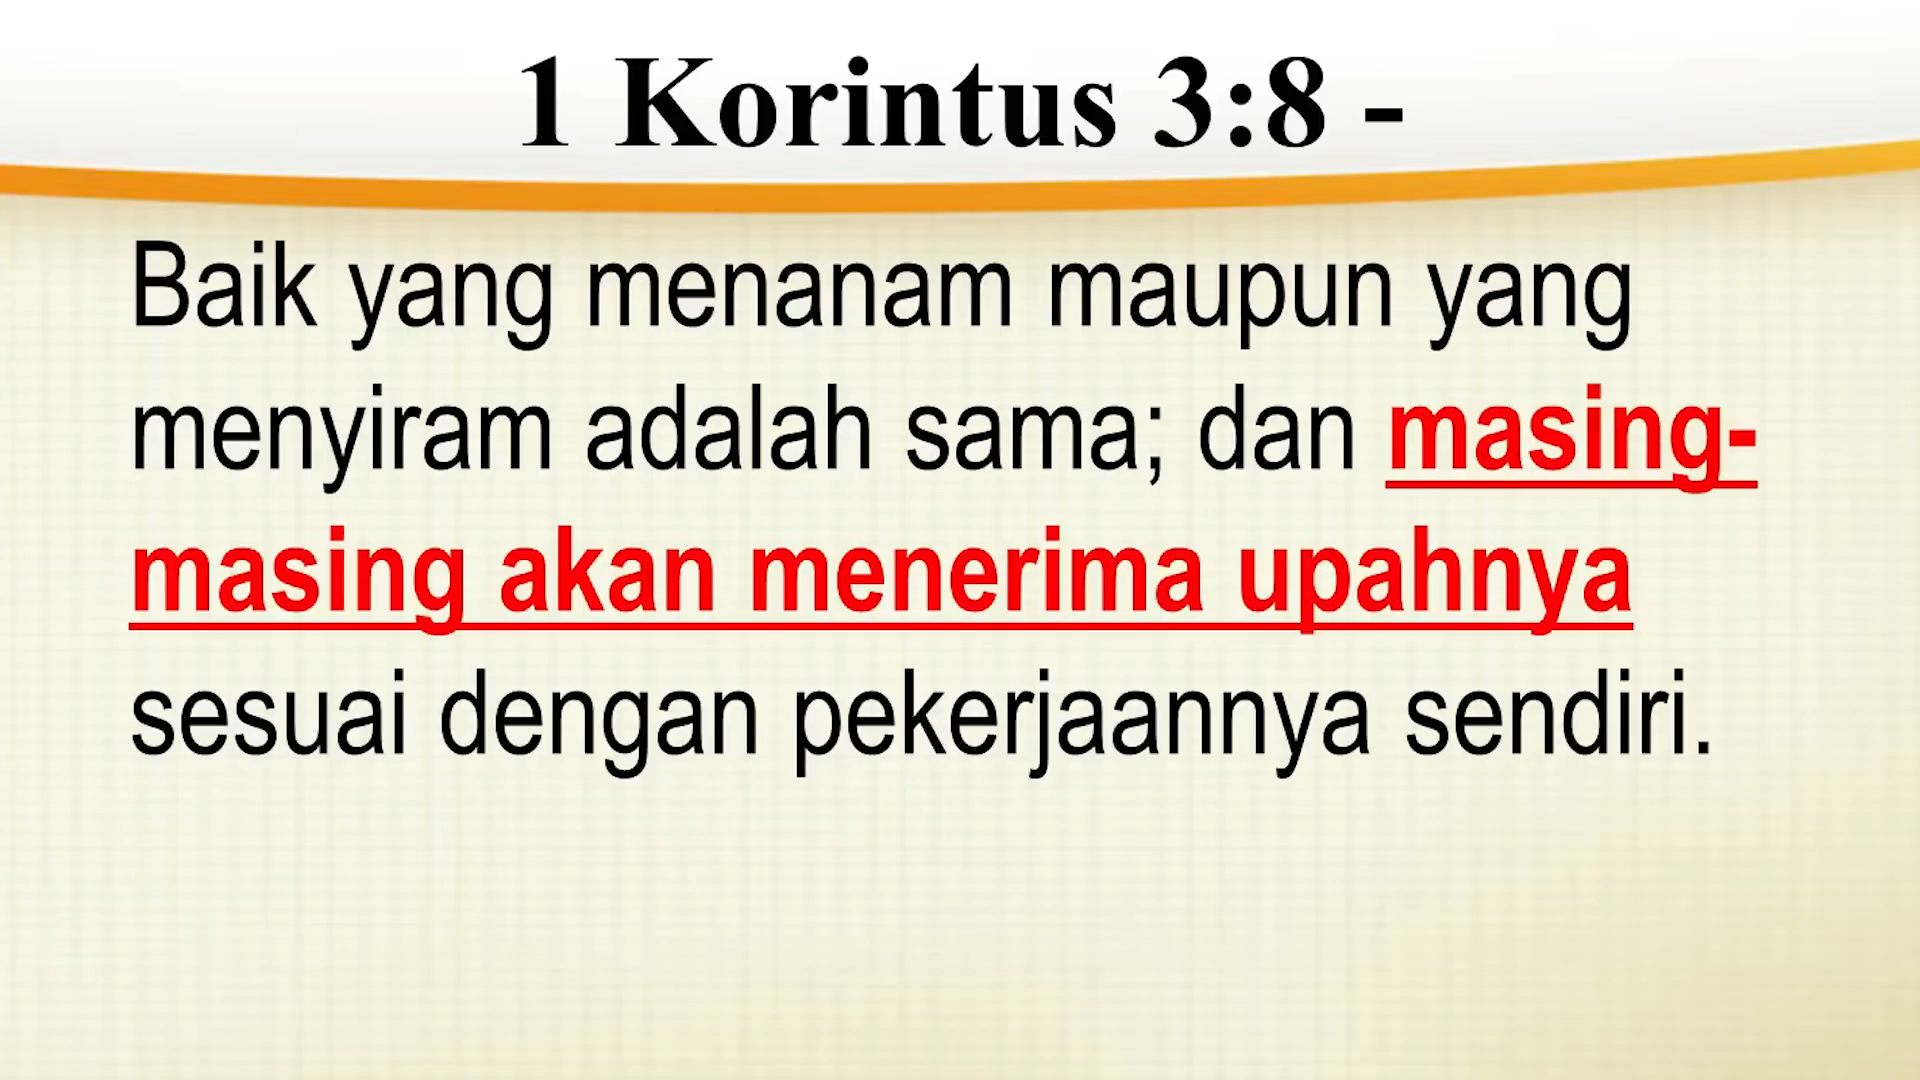 1 Korintus 3:8 -
Baik yang menanam maupun yang
menyiram adalah sama; dan masing-
masing akan menerima upahnya
sesuai dengan pekerjaannya sendiri.